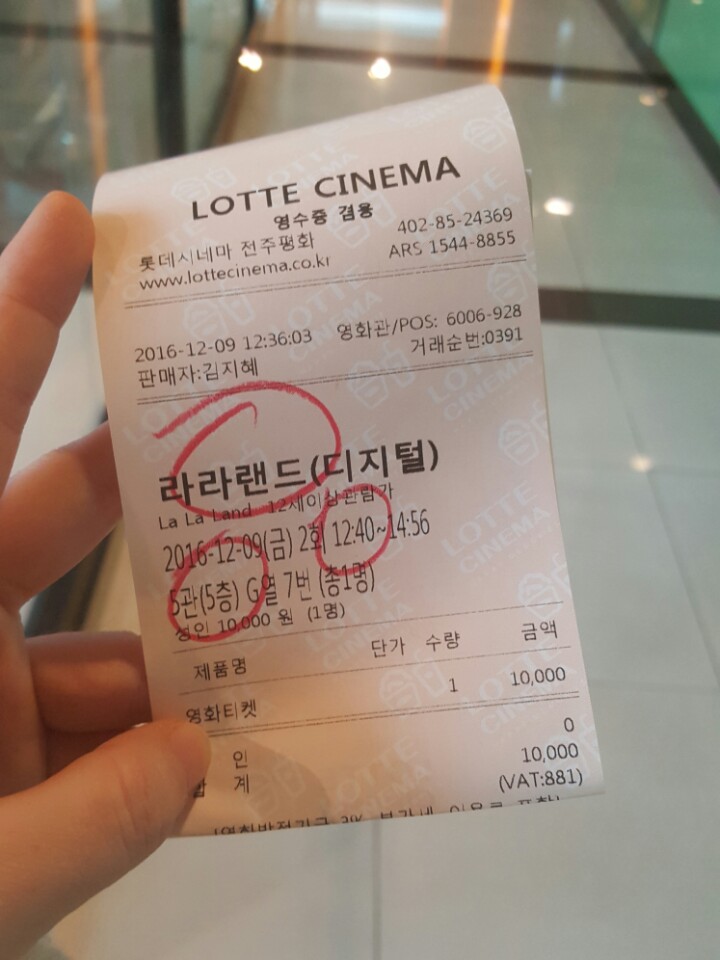 LOTTE CINEMA
영수증 겸용
롯데시네마 전주평화 402-85-24369
www.lottecinema.co.kr ARS 1544-8855
2016-12-09 12:36:03 영화관/POS: 6006-928
판매자:김지혜 거래순번:0391
라라랜드(디지털)
La La Land 12세이상관람가
2016-12-09(금) 2회 12:40~14:56
5관(5층) G열 7번 (총1명)
성인 10,000 원 (1명)
제품명 단가 수량 금액
영화티켓 1 10,000
인 0
합 계 10,000
(VAT:881)